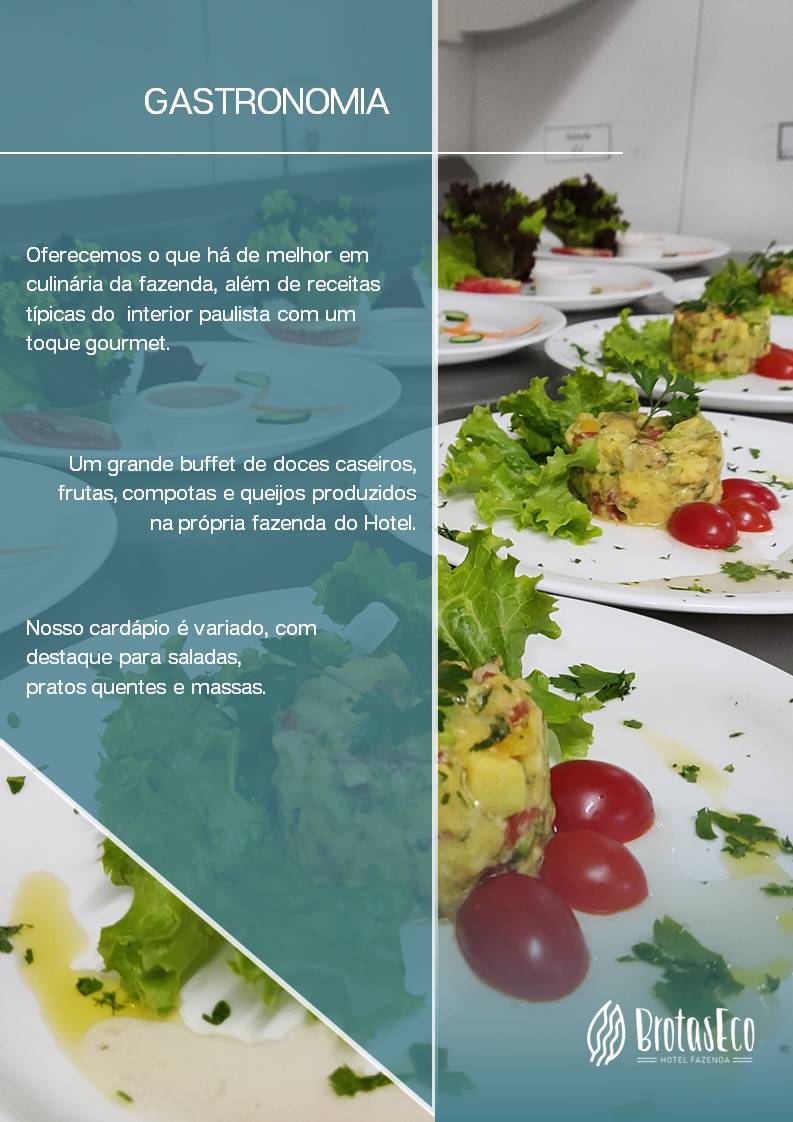 GASTRONOMIA
Oferecemos o que há de melhor em
culinária da fazenda, além de receitas
típicas do interior paulista com um
toque gourmet.
Um grande buffet de doces caseiros,
frutas, compotas e queijos produzidos
na própria fazenda do Hotel.
Nosso cardápio é variado, com
destaque para saladas,
pratos quentes e massas.
BrotasEco
HOTEL FAZENDA